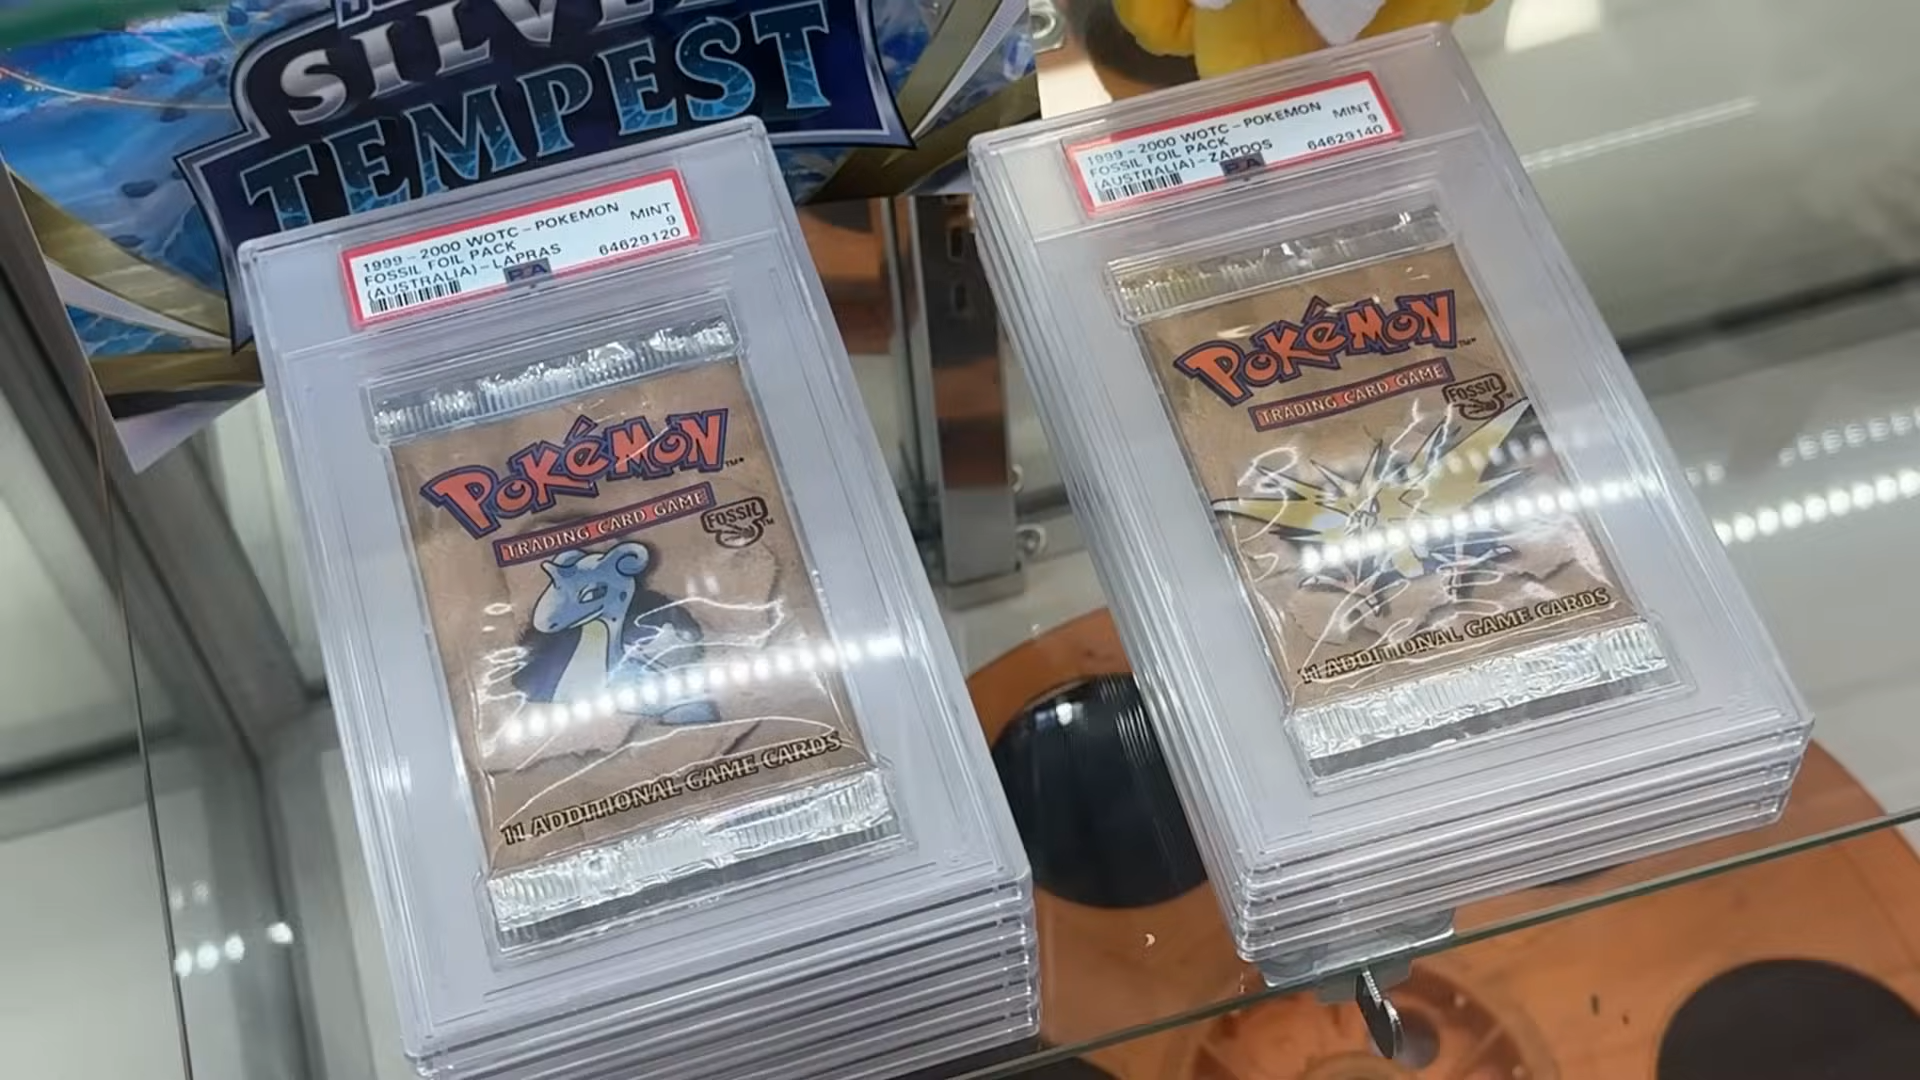 SILVER
TEMPEST
1999 - 2000 WOTC - POKEMON MINT
FOSSIL FOIL PACK 9
(AUSTRALIA) - LAPRAS 64629120
PSA
POKéMON
TRADING CARD GAME
FOSSIL
11 ADDITIONAL GAME CARDS
1999 - 2000 WOTC - POKEMON MINT
FOSSIL FOIL PACK 9
(AUSTRALIA) - ZAPDOS 64629140
PSA
POKéMON
TRADING CARD GAME
FOSSIL
11 ADDITIONAL GAME CARDS